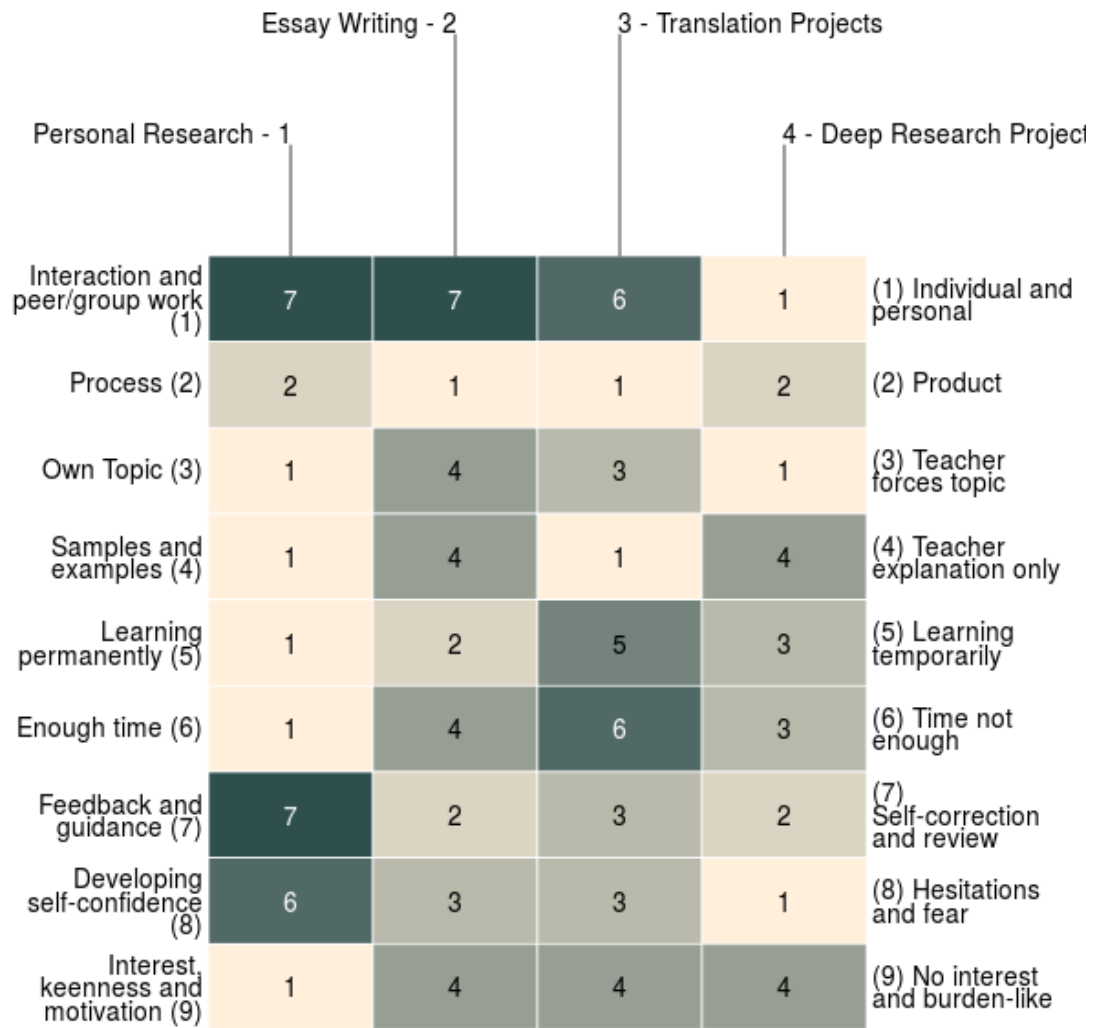 Essay Writing - 2
3 - Translation Projects
Personal Research - 1
4 - Deep Research Project
Interaction and
peer/group work
(1)
7
7
6
1
(1) Individual and
personal
Process (2)
2
1
1
2
(2) Product
Own Topic (3)
1
4
3
1
(3) Teacher
forces topic
Samples and
examples (4)
1
4
1
4
(4) Teacher
explanation only
Learning
permanently (5)
1
2
5
3
(5) Learning
temporarily
Enough time (6)
1
4
6
3
(6) Time not
enough
Feedback and
guidance (7)
7
2
3
2
(7)
Self-correction
and review
Developing
self-confidence
(8)
6
3
3
1
(8) Hesitations
and fear
Interest,
keenness and
motivation (9)
1
4
4
4
(9) No interest
and burden-like